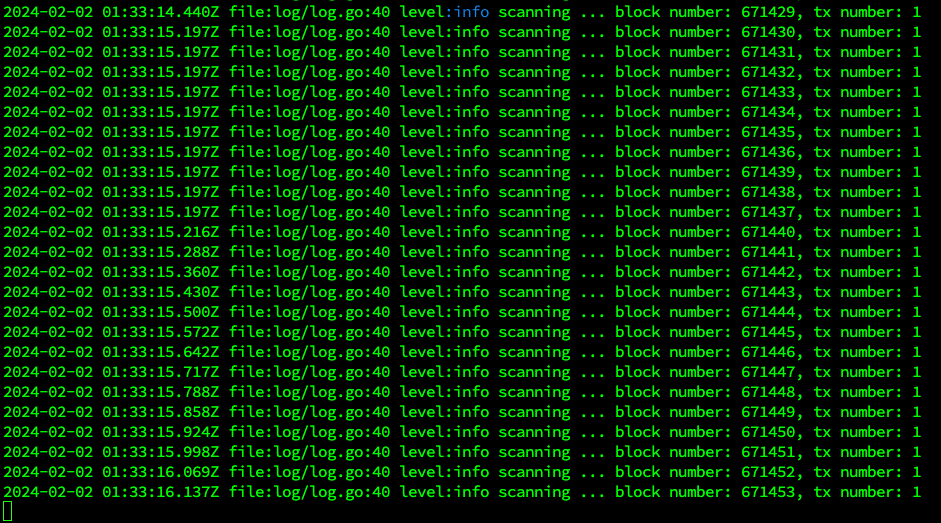 2024-02-02 01:33:14.440Z file:log/log.go:40 level:info scanning ... block number: 671429, tx number: 1
2024-02-02 01:33:15.197Z file:log/log.go:40 level:info scanning ... block number: 671430, tx number: 1
2024-02-02 01:33:15.197Z file:log/log.go:40 level:info scanning ... block number: 671431, tx number: 1
2024-02-02 01:33:15.197Z file:log/log.go:40 level:info scanning ... block number: 671432, tx number: 1
2024-02-02 01:33:15.197Z file:log/log.go:40 level:info scanning ... block number: 671433, tx number: 1
2024-02-02 01:33:15.197Z file:log/log.go:40 level:info scanning ... block number: 671434, tx number: 1
2024-02-02 01:33:15.197Z file:log/log.go:40 level:info scanning ... block number: 671435, tx number: 1
2024-02-02 01:33:15.197Z file:log/log.go:40 level:info scanning ... block number: 671436, tx number: 1
2024-02-02 01:33:15.197Z file:log/log.go:40 level:info scanning ... block number: 671439, tx number: 1
2024-02-02 01:33:15.197Z file:log/log.go:40 level:info scanning ... block number: 671438, tx number: 1
2024-02-02 01:33:15.197Z file:log/log.go:40 level:info scanning ... block number: 671437, tx number: 1
2024-02-02 01:33:15.216Z file:log/log.go:40 level:info scanning ... block number: 671440, tx number: 1
2024-02-02 01:33:15.288Z file:log/log.go:40 level:info scanning ... block number: 671441, tx number: 1
2024-02-02 01:33:15.360Z file:log/log.go:40 level:info scanning ... block number: 671442, tx number: 1
2024-02-02 01:33:15.430Z file:log/log.go:40 level:info scanning ... block number: 671443, tx number: 1
2024-02-02 01:33:15.500Z file:log/log.go:40 level:info scanning ... block number: 671444, tx number: 1
2024-02-02 01:33:15.572Z file:log/log.go:40 level:info scanning ... block number: 671445, tx number: 1
2024-02-02 01:33:15.642Z file:log/log.go:40 level:info scanning ... block number: 671446, tx number: 1
2024-02-02 01:33:15.717Z file:log/log.go:40 level:info scanning ... block number: 671447, tx number: 1
2024-02-02 01:33:15.788Z file:log/log.go:40 level:info scanning ... block number: 671448, tx number: 1
2024-02-02 01:33:15.858Z file:log/log.go:40 level:info scanning ... block number: 671449, tx number: 1
2024-02-02 01:33:15.924Z file:log/log.go:40 level:info scanning ... block number: 671450, tx number: 1
2024-02-02 01:33:15.998Z file:log/log.go:40 level:info scanning ... block number: 671451, tx number: 1
2024-02-02 01:33:16.069Z file:log/log.go:40 level:info scanning ... block number: 671452, tx number: 1
2024-02-02 01:33:16.137Z file:log/log.go:40 level:info scanning ... block number: 671453, tx number: 1